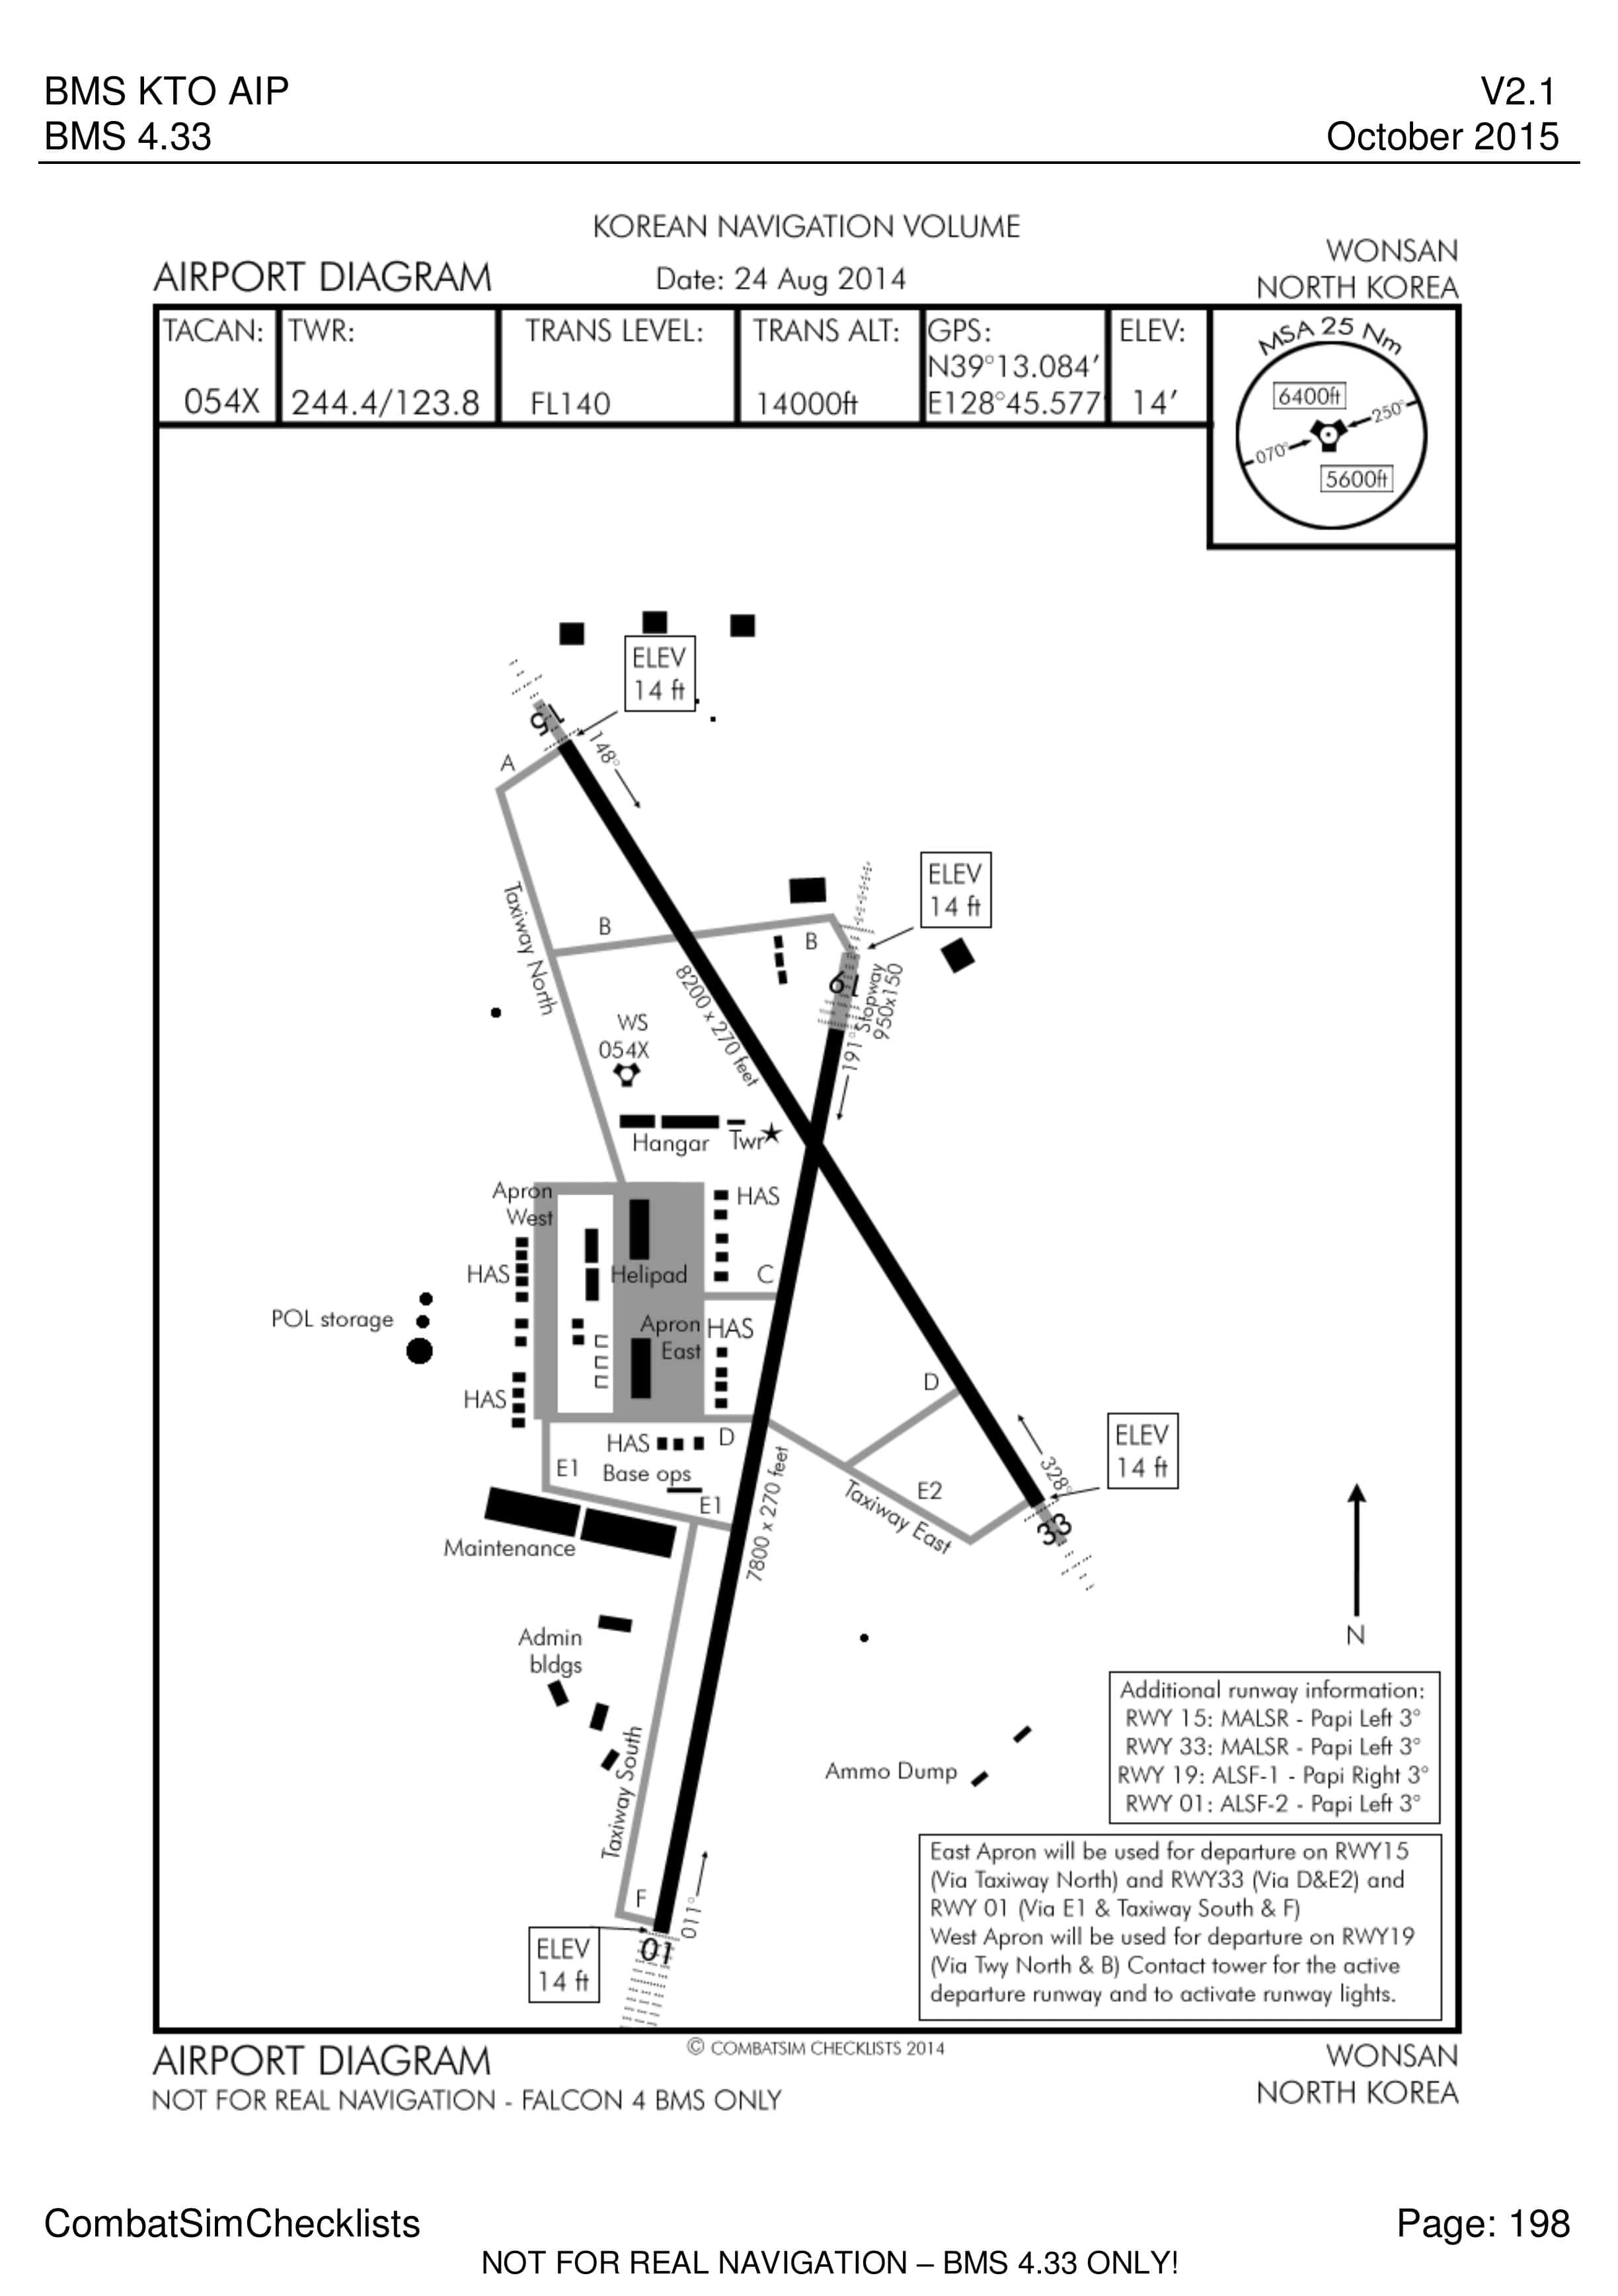 BMS KTO AIP
V2.1
BMS 4.33
October 2015
KOREAN NAVIGATION VOLUME
AIRPORT DIAGRAM
Date: 24 Aug 2014
WONSAN
NORTH KOREA
TACAN:
TWR:
TRANS LEVEL:
TRANS ALT:
GPS:
ELEV:
N39°13.084'
054X
244.4/123.8
FL140
14000ft
E128°45.577
14'
MSA 25 Nm
6400ft
250°
070°
5600ft
ELEV
14 ft
15
148°
A
ELEV
14 ft
Taxiway North
B
B
19
Stopway
950x150
191°
8200 x 270 feet
WS
054X
Hangar
Twr
Apron
West
HAS
HAS
Helipad
C
POL storage
Apron
East
HAS
HAS
D
D
HAS
E1
Base ops
E1
E2
Taxiway East
328°
ELEV
14 ft
33
7800 x 270 feet
Maintenance
N
Admin
bldgs
Taxiway South
Ammo Dump
Additional runway information:
RWY 15: MALSR - Papi Left 3°
RWY 33: MALSR - Papi Left 3°
RWY 19: ALSF-1 - Papi Right 3°
RWY 01: ALSF-2 - Papi Left 3°
F
011°
01
ELEV
14 ft
East Apron will be used for departure on RWY15
(Via Taxiway North) and RWY33 (Via D&E2) and
RWY 01 (Via E1 & Taxiway South & F)
West Apron will be used for departure on RWY19
(Via Twy North & B) Contact tower for the active
departure runway and to activate runway lights.
AIRPORT DIAGRAM
© COMBATSIM CHECKLISTS 2014
WONSAN
NOT FOR REAL NAVIGATION - FALCON 4 BMS ONLY
NORTH KOREA
CombatSimChecklists
Page: 198
NOT FOR REAL NAVIGATION – BMS 4.33 ONLY!